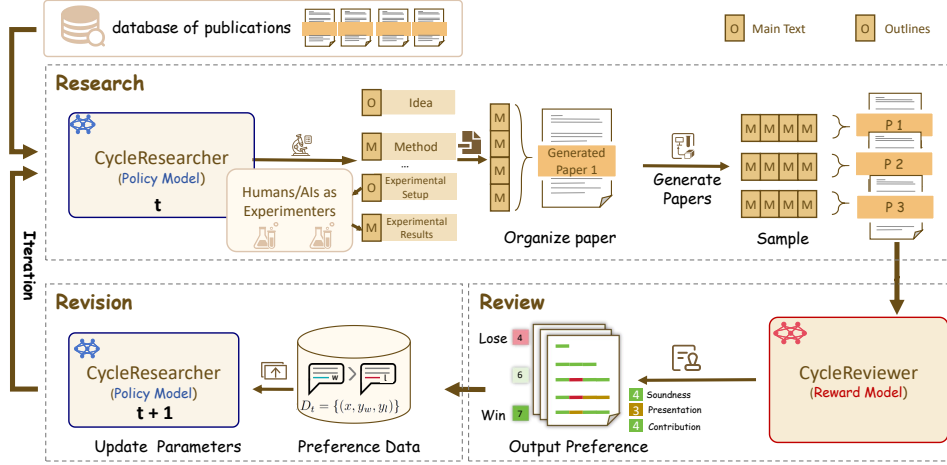 database of publications
O Main Text
O Outlines
Research
CycleResearcher
(Policy Model)
t
Humans/AIs as
Experimenters
O Idea
M Method
...
O Experimental
Setup
M Experimental
Results
M
M
M
M
Generated
Paper 1
Organize paper
Generate
Papers
M M M M
M M M M
M M M M
Sample
P 1
P 2
P 3
Iteration
Revision
CycleResearcher
(Policy Model)
t + 1
Update Parameters
w > l
D_t = {(x, y_w, y_l)}
Preference Data
Review
Lose 4
6
Win 7
Output Preference
4 Soundness
3 Presentation
4 Contribution
CycleReviewer
(Reward Model)